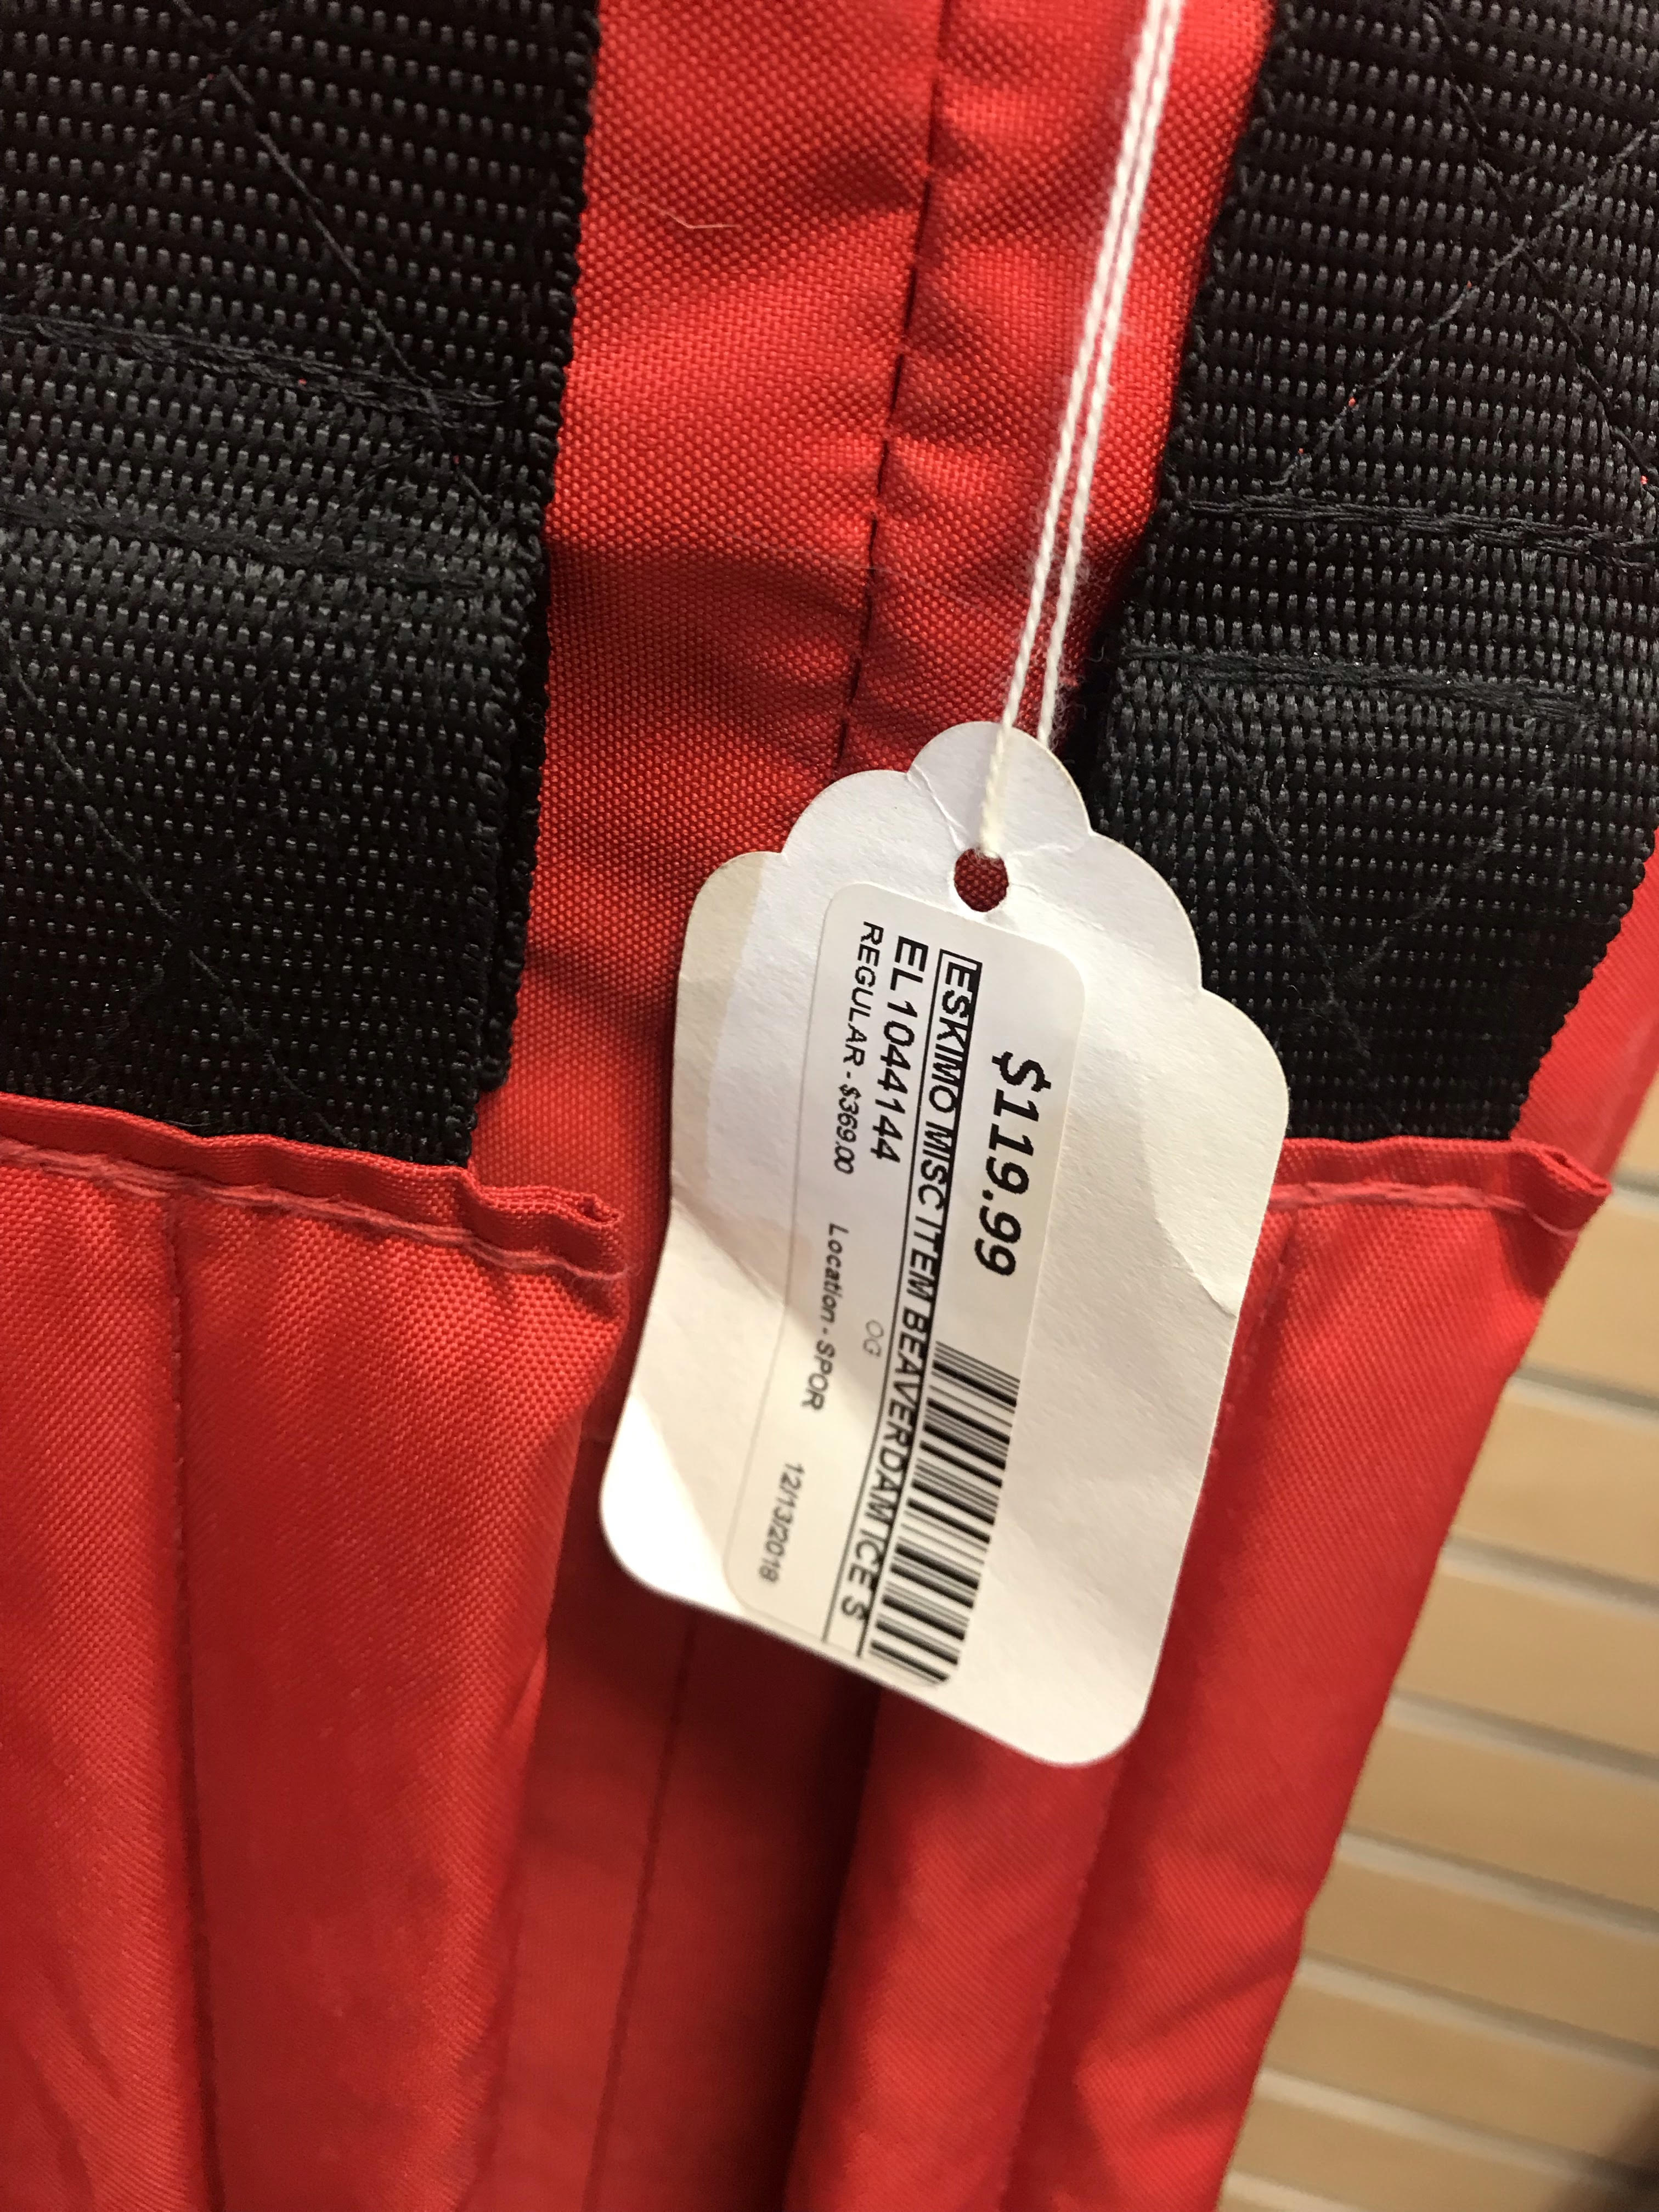 $119.99
ESKIMO MISC ITEM BEAVERDAM ICE S
EL1044144
OG
REGULAR - $369.00 Location - SPOR 12/13/2018